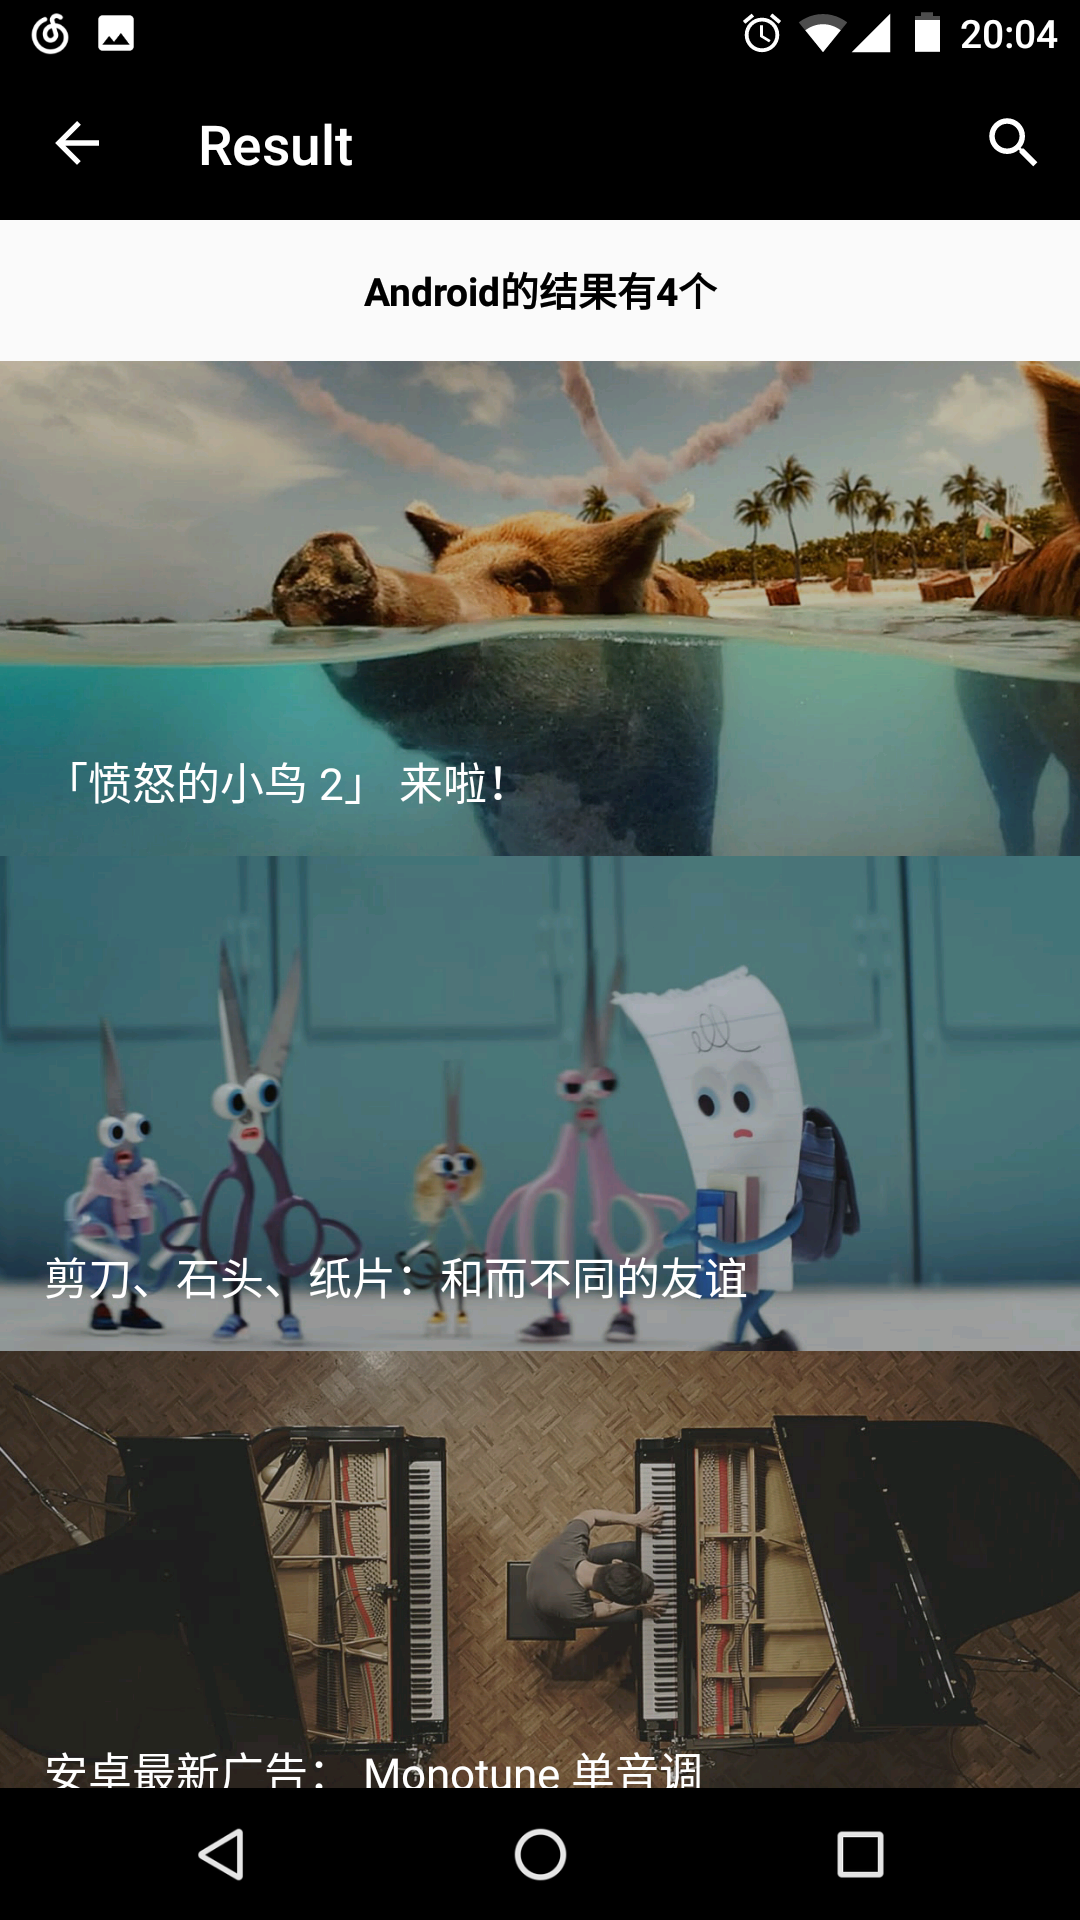 20:04
Result
Android的结果有4个
「愤怒的小鸟 2」 来啦！
剪刀、石头、纸片：和而不同的友谊
安卓最新广告： Monotune 单音调